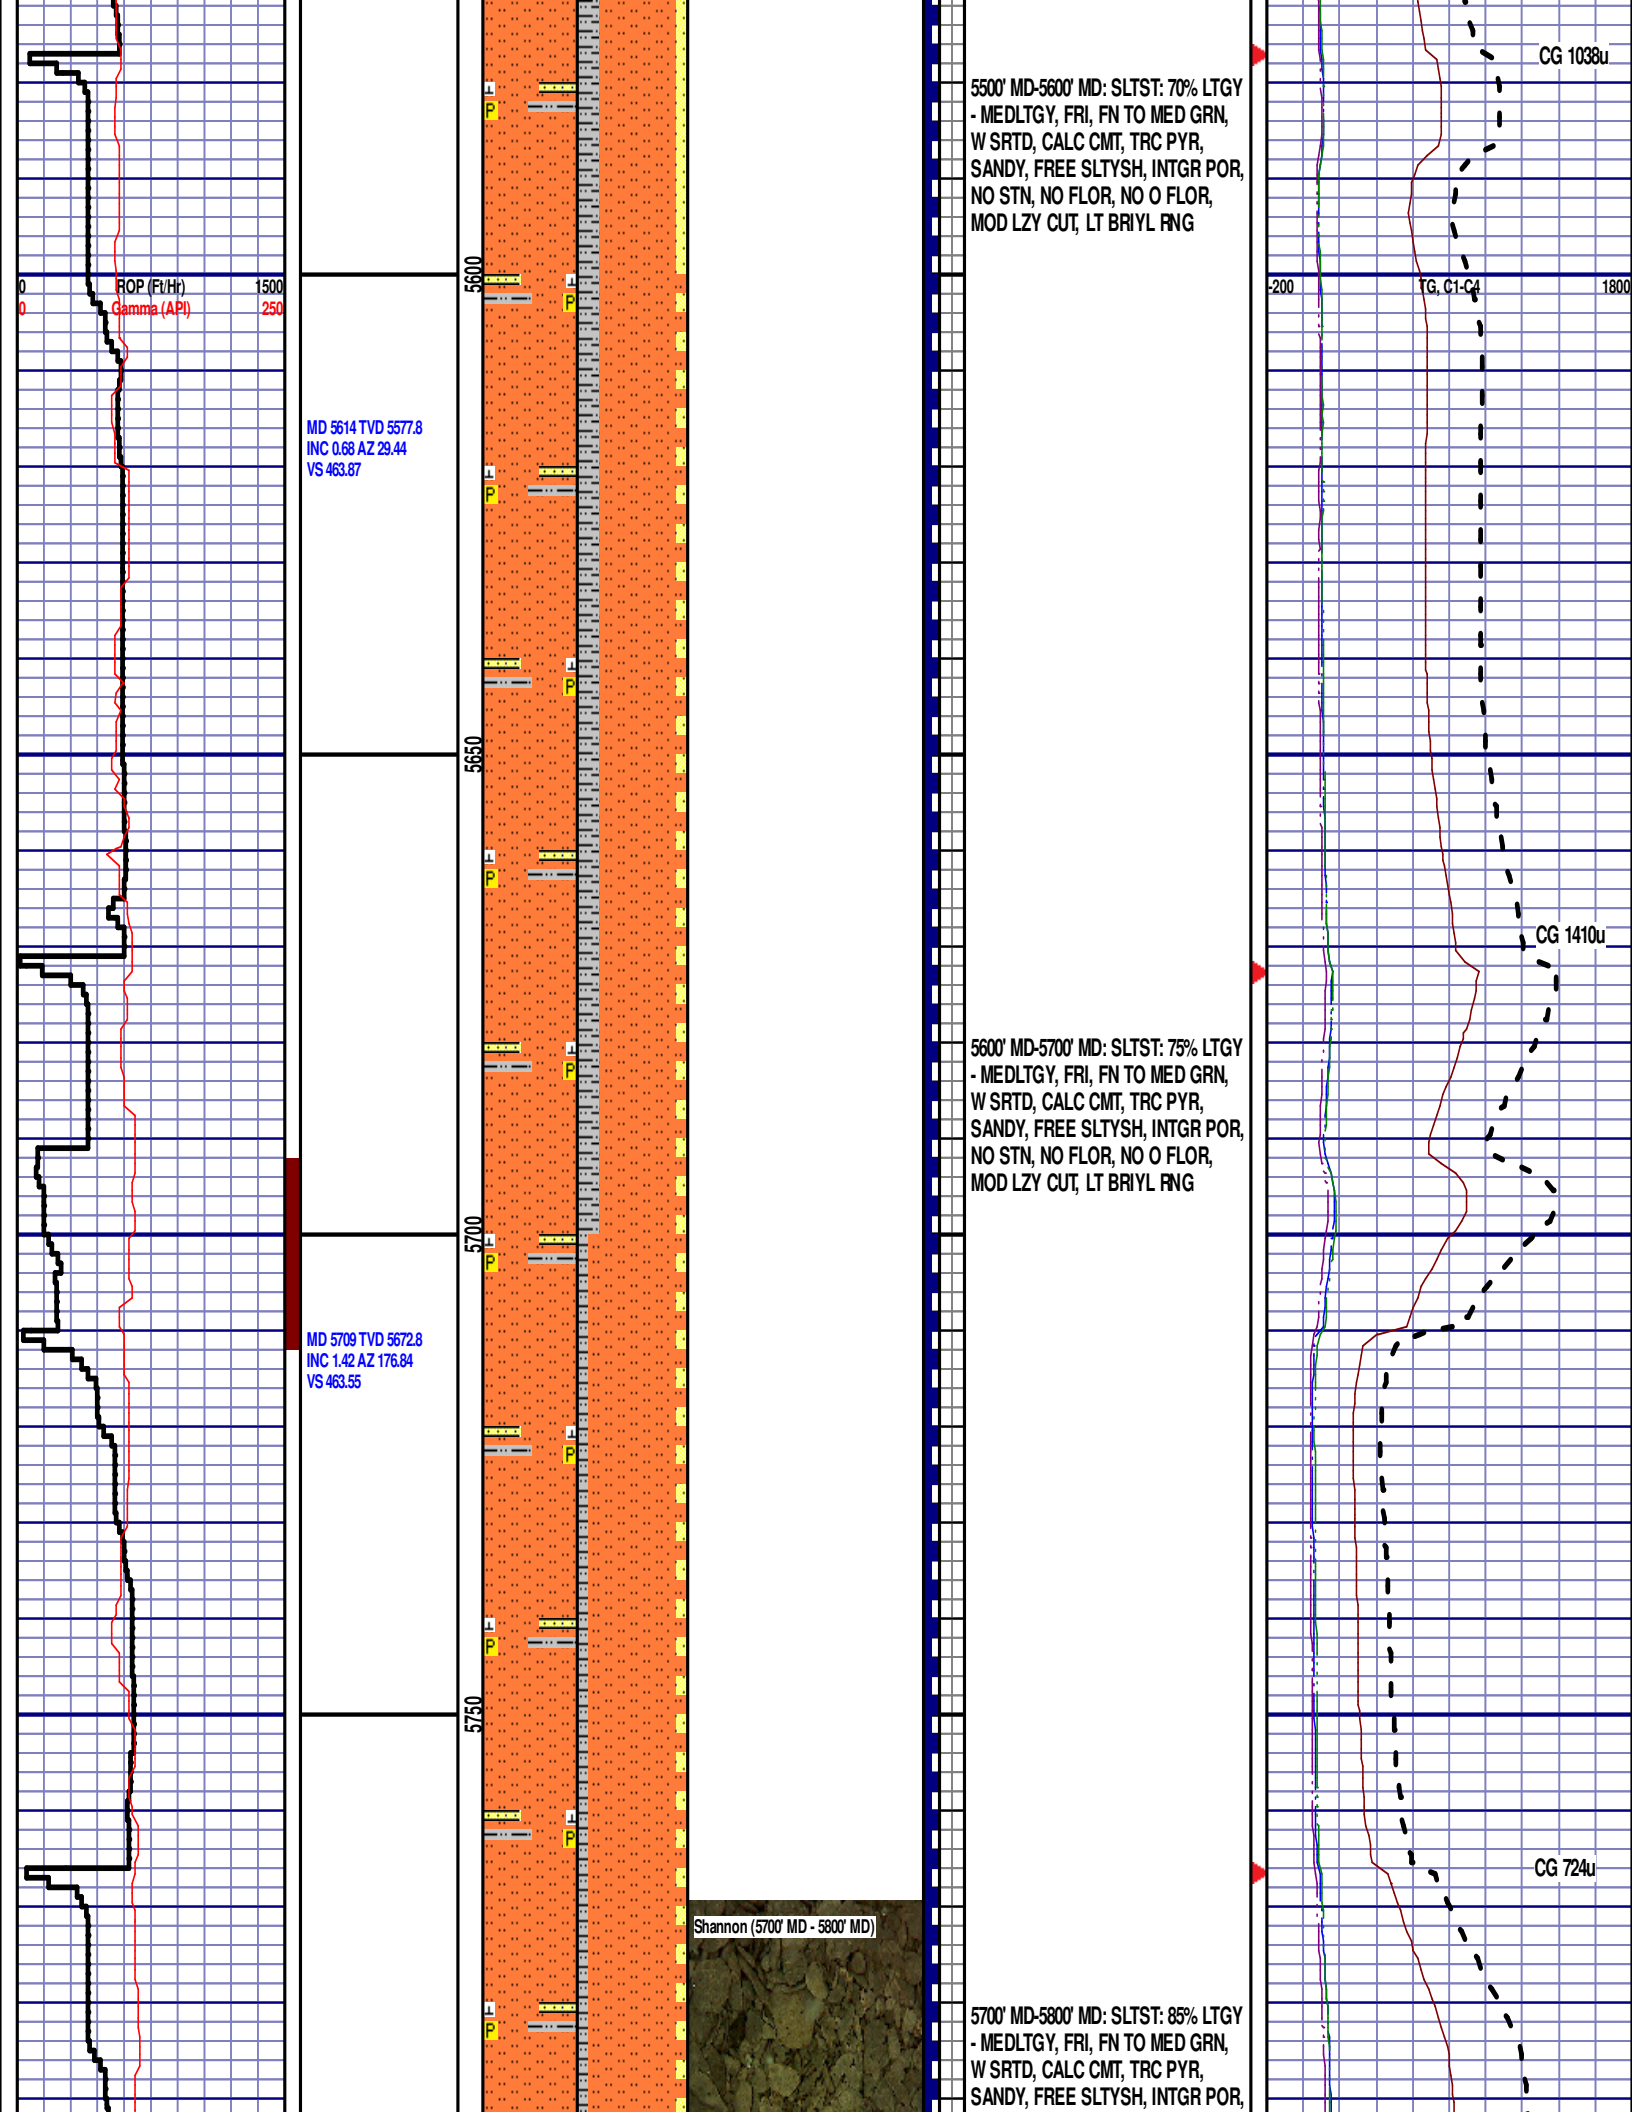 CG 1038u
5500' MD-5600' MD: SLTST: 70% LTGY
- MEDLTGY, FRI, FN TO MED GRN,
W SRTD, CALC CMT, TRC PYR,
SANDY, FREE SLTYSH, INTGR POR,
NO STN, NO FLOR, NO O FLOR,
MOD LZY CUT, LT BRIYL RNG
5600
0 ROP (Ft/Hr) 1500
0 Gamma (API) 250
-200 TG, C1-C4 1800
MD 5614 TVD 5577.8
INC 0.68 AZ 29.44
VS 463.87
5650
CG 1410u
5600' MD-5700' MD: SLTST: 75% LTGY
- MEDLTGY, FRI, FN TO MED GRN,
W SRTD, CALC CMT, TRC PYR,
SANDY, FREE SLTYSH, INTGR POR,
NO STN, NO FLOR, NO O FLOR,
MOD LZY CUT, LT BRIYL RNG
5700
MD 5709 TVD 5672.8
INC 1.42 AZ 176.84
VS 463.55
5750
CG 724u
Shannon (5700' MD - 5800' MD)
5700' MD-5800' MD: SLTST: 85% LTGY
- MEDLTGY, FRI, FN TO MED GRN,
W SRTD, CALC CMT, TRC PYR,
SANDY, FREE SLTYSH, INTGR POR,
P
P
P
P
P
P
P
P
P
P
P